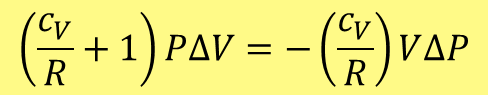 (c_V/R + 1) PΔV = −(c_V/R) VΔP